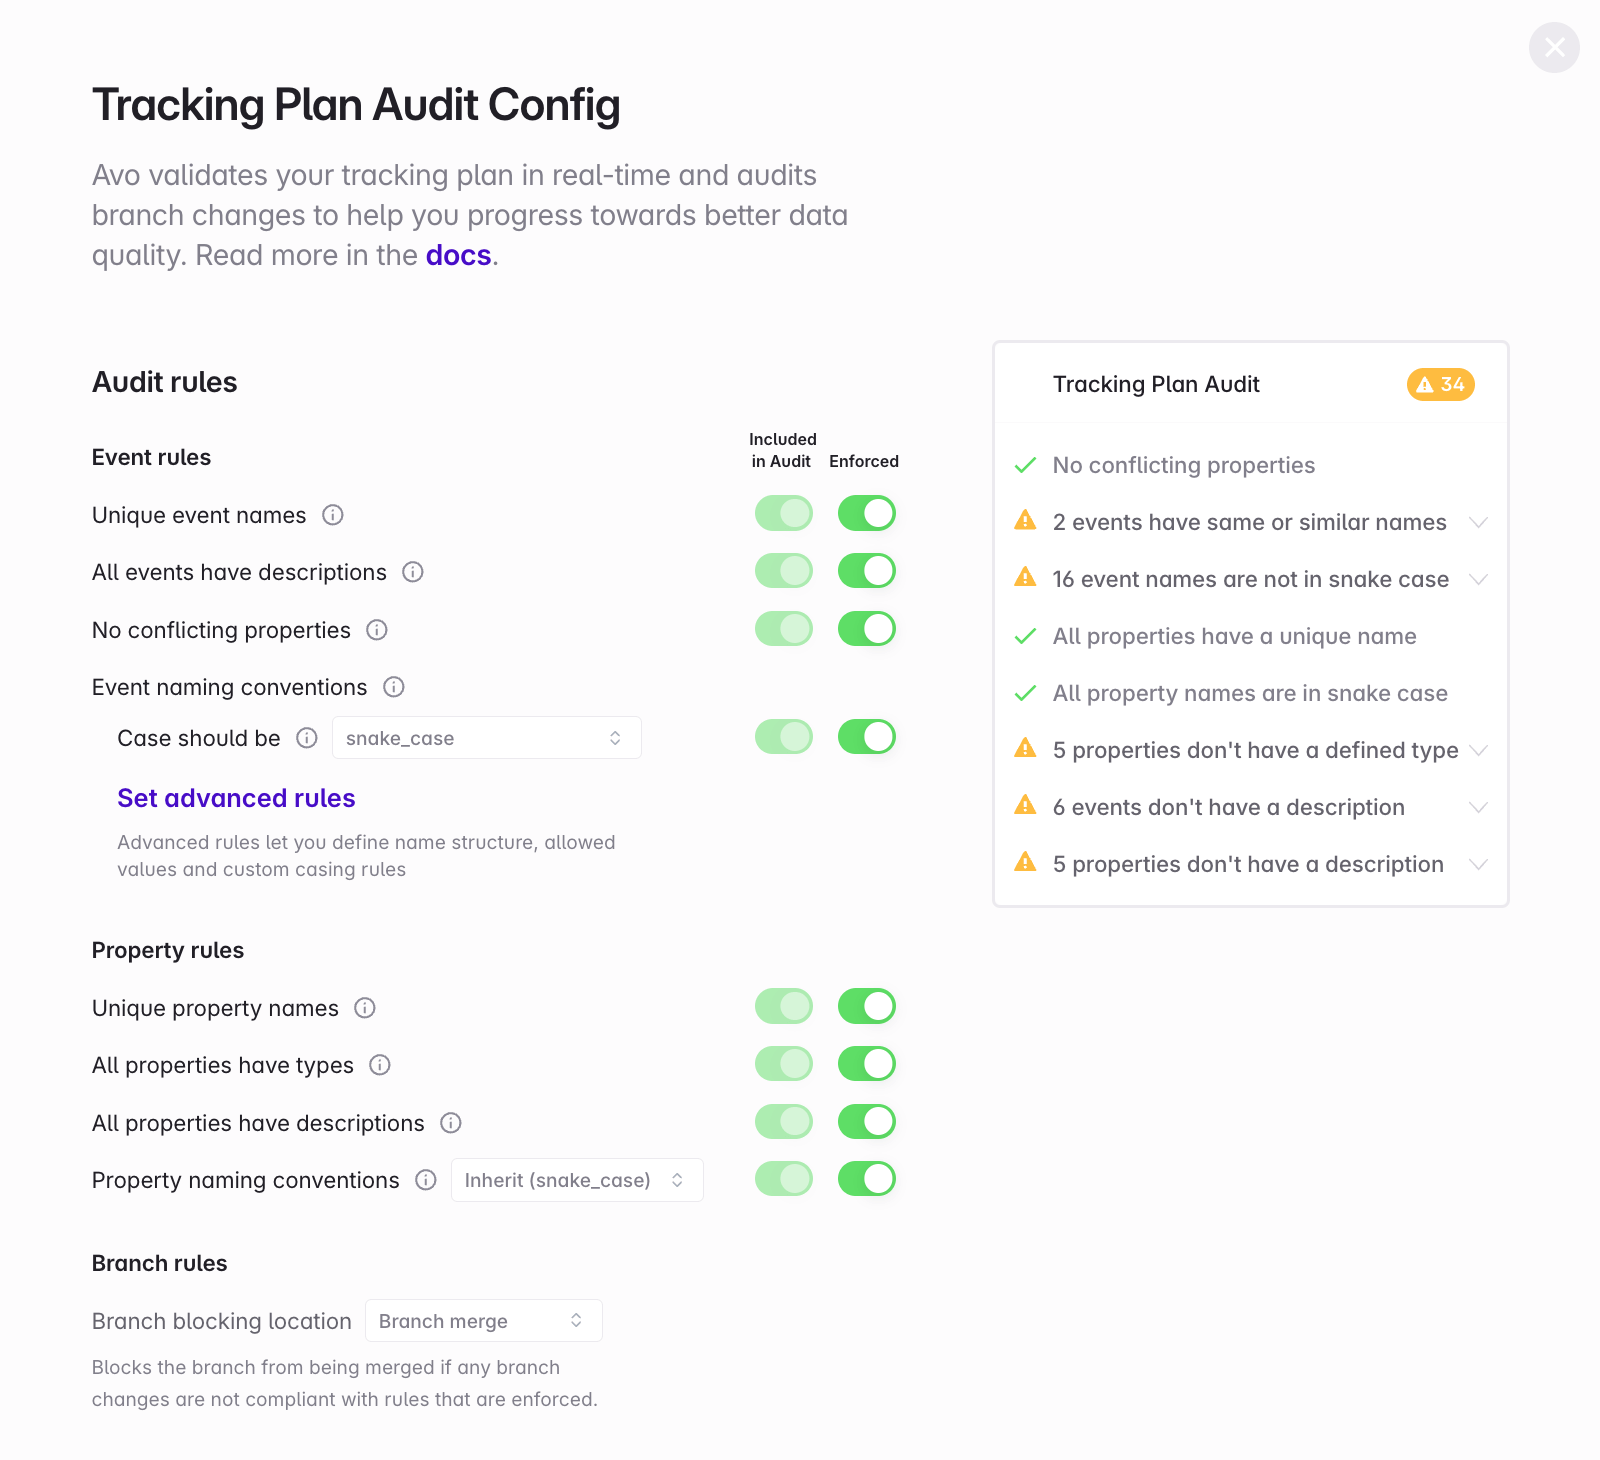 Tracking Plan Audit Config
Avo validates your tracking plan in real-time and audits
branch changes to help you progress towards better data
quality. Read more in the docs.
Audit rules
Event rules
Included
in Audit
Enforced
Unique event names
All events have descriptions
No conflicting properties
Event naming conventions
Case should be
snake_case
Set advanced rules
Advanced rules let you define name structure, allowed
values and custom casing rules
Property rules
Unique property names
All properties have types
All properties have descriptions
Property naming conventions
Inherit (snake_case)
Branch rules
Branch blocking location
Branch merge
Blocks the branch from being merged if any branch
changes are not compliant with rules that are enforced.
Tracking Plan Audit
34
No conflicting properties
2 events have same or similar names
16 event names are not in snake case
All properties have a unique name
All property names are in snake case
5 properties don't have a defined type
6 events don't have a description
5 properties don't have a description